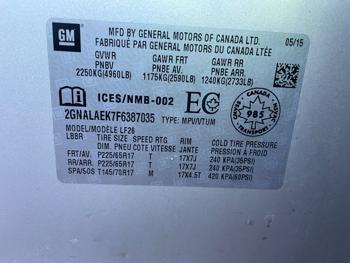 GM
MFD BY GENERAL MOTORS OF CANADA LTD. 05/15
FABRIQUÉ PAR GENERAL MOTORS DU CANADA LTÉE
GVWR GAWR FRT GAWR RR
PNBV PNBE AV PNBE ARR.
2250KG(4960LB) 1175KG(2590LB) 1240KG(2733LB)
ICES/NMB-002 EC
CANADA 985 TRANSPORT
2GNALAEK7F6387035 TYPE: MPV/VTUM
MODEL/MODÈLE LF26
TIRE SIZE SPEED RTG RIM COLD TIRE PRESSURE
LBBR DIM. PNEU COTE VITESSE JANTE PRESSION À FROID
FRT/AV. P225/65R17 T 17X7J 240 KPA(35PSI)
RR/ARR. P225/65R17 T 17X7J 240 KPA(35PSI)
SPA/SOS T145/70R17 M 17X4.5T 420 KPA(60PSI)